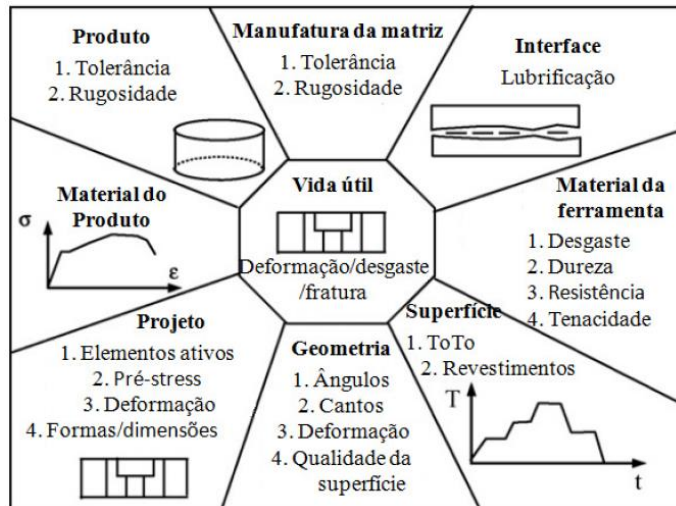 Produto
1. Tolerância
2. Rugosidade
Manufatura da matriz
1. Tolerância
2. Rugosidade
Interface
Lubrificação
Material do
Produto
σ
ε
Vida útil
Deformação/desgaste
/fratura
Material da
ferramenta
1. Desgaste
2. Dureza
3. Resistência
4. Tenacidade
Projeto
1. Elementos ativos
2. Pré-stress
3. Deformação
4. Formas/dimensões
Geometria
1. Ângulos
2. Cantos
3. Deformação
4. Qualidade da
superfície
Superfície
1. ToTo
2. Revestimentos
T
t